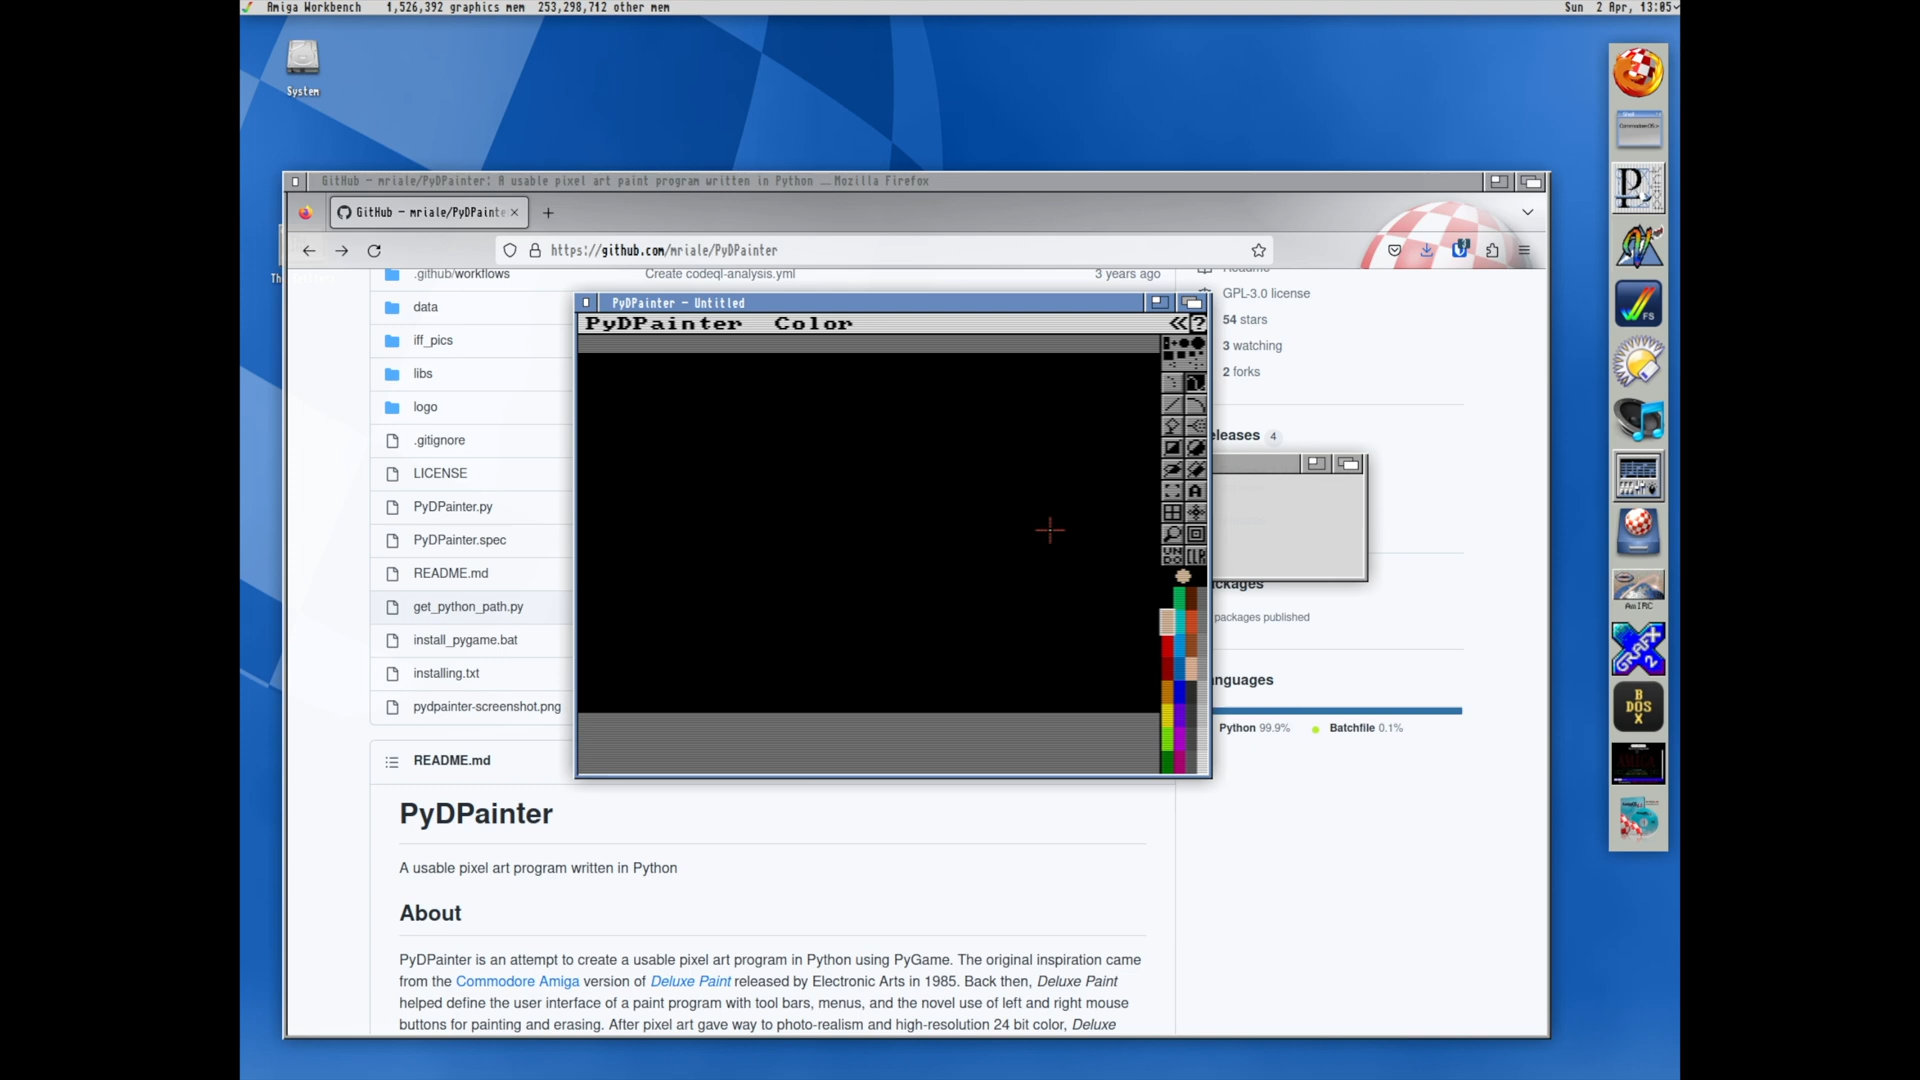 Amiga Workbench 1,526,392 graphics mem 253,298,712 other mem
Sun 2 Apr, 13:05
System
GitHub – mriale/PyDPainter: A usable pixel art paint program written in Python — Mozilla Firefox
GitHub – mriale/PyDPainte
https://github.com/mriale/PyDPainter
.github/workflows
Create codeql-analysis.yml
3 years ago
data
iff_pics
libs
logo
.gitignore
LICENSE
PyDPainter.py
PyDPainter.spec
README.md
get_python_path.py
install_pygame.bat
installing.txt
pydpainter-screenshot.png
Readme
GPL-3.0 license
54 stars
3 watching
2 forks
eleases 4
ckages
packages published
nguages
Python 99.9% Batchfile 0.1%
PyDPainter – Untitled
PyDPainter Color
?
A
UN
DO
CLR
README.md
PyDPainter
A usable pixel art program written in Python
About
PyDPainter is an attempt to create a usable pixel art program in Python using PyGame. The original inspiration came
from the Commodore Amiga version of Deluxe Paint released by Electronic Arts in 1985. Back then, Deluxe Paint
helped define the user interface of a paint program with tool bars, menus, and the novel use of left and right mouse
buttons for painting and erasing. After pixel art gave way to photo-realism and high-resolution 24 bit color, Deluxe
P
FS
AmIRC
GRAFX2
B
DOS
X